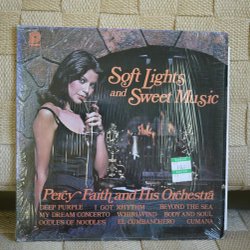 Soft Lights
and Sweet Music
Percy Faith and His Orchestra
DEEP PURPLE I GOT RHYTHM BEYOND THE SEA
MY DREAM CONCERTO WHIRLWIND BODY AND SOUL
OODLES OF NOODLES EL CUMBANCHERO CUMANA